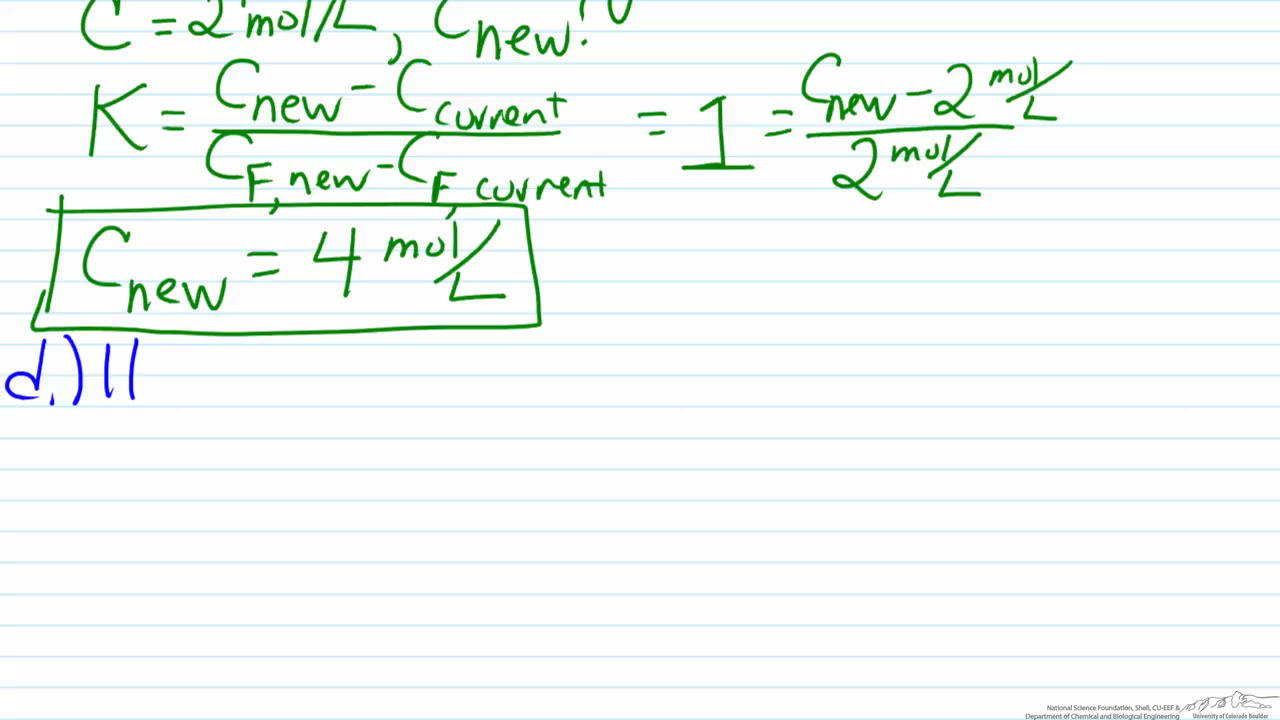 C = 2 mol/L, C_new?
K = (C_new - C_current) / (C_F,new - C_F,current) = 1 = (C_new - 2 mol/L) / (2 mol/L)
C_new = 4 mol/L
d.) 11
National Science Foundation, Shell, CU-EEF &
Department of Chemical and Biological Engineering
University of Colorado Boulder